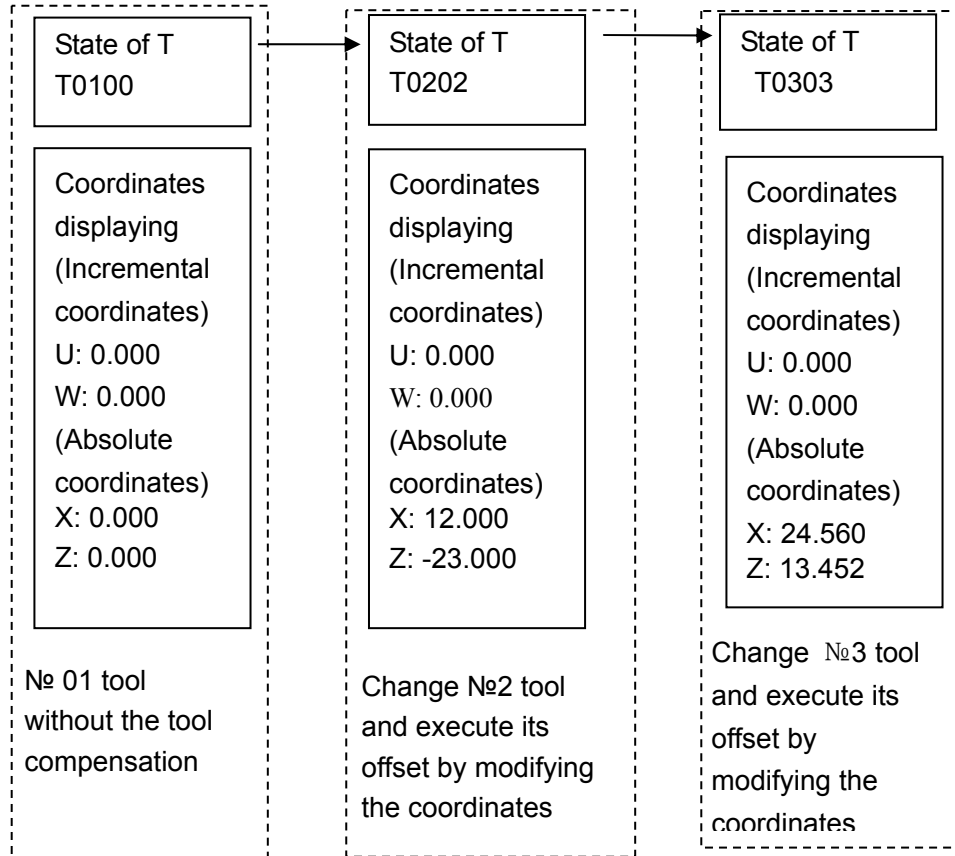 State of T
T0100
Coordinates
displaying
(Incremental
coordinates)
U: 0.000
W: 0.000
(Absolute
coordinates)
X: 0.000
Z: 0.000
№ 01 tool
without the tool
compensation
State of T
T0202
Coordinates
displaying
(Incremental
coordinates)
U: 0.000
W: 0.000
(Absolute
coordinates)
X: 12.000
Z: -23.000
Change №2 tool
and execute its
offset by modifying
the coordinates
State of T
T0303
Coordinates
displaying
(Incremental
coordinates)
U: 0.000
W: 0.000
(Absolute
coordinates)
X: 24.560
Z: 13.452
Change №3 tool
and execute its
offset by
modifying the
coordinates